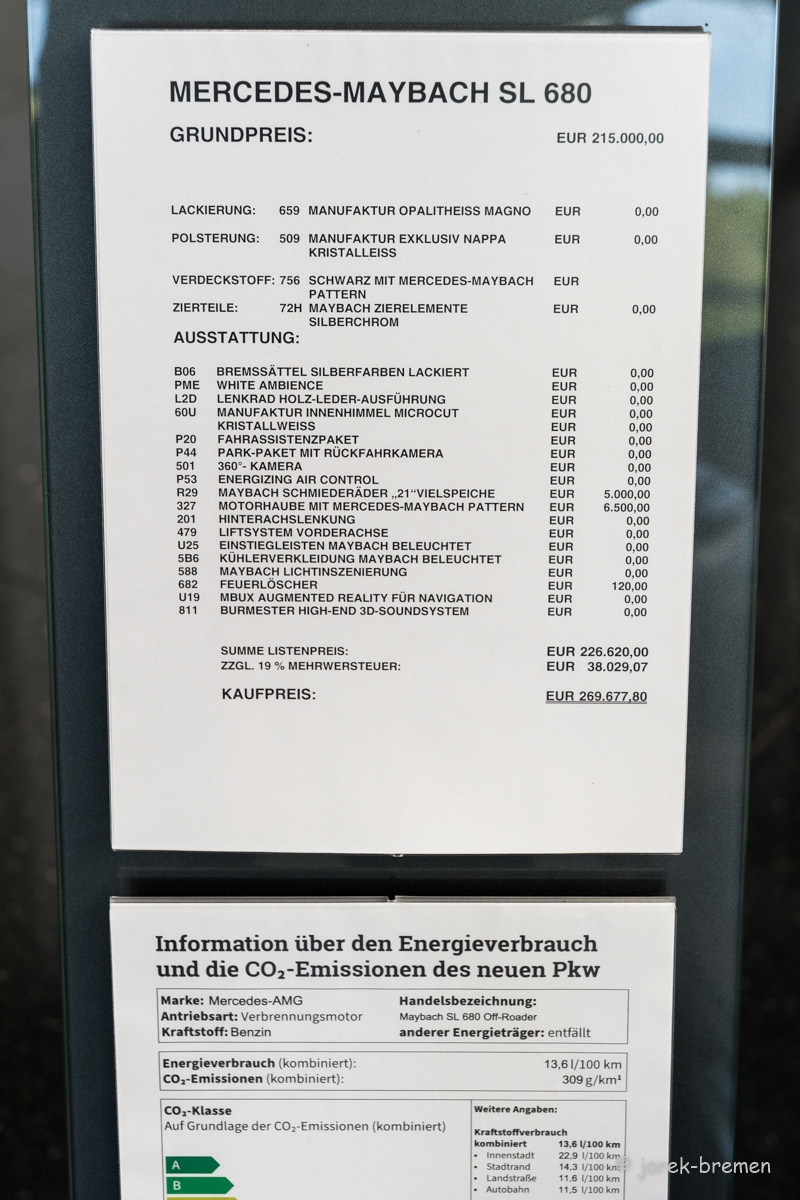 MERCEDES-MAYBACH SL 680
GRUNDPREIS: EUR 215.000,00
LACKIERUNG: 659 MANUFAKTUR OPALITHEISS MAGNO EUR 0,00
POLSTERUNG: 509 MANUFAKTUR EXKLUSIV NAPPA EUR 0,00
KRISTALLEISS
VERDECKSTOFF: 756 SCHWARZ MIT MERCEDES-MAYBACH EUR
PATTERN
ZIERTEILE: 72H MAYBACH ZIERELEMENTE EUR 0,00
SILBERCHROM
AUSSTATTUNG:
B06 BREMSSÄTTEL SILBERFARBEN LACKIERT EUR 0,00
PME WHITE AMBIENCE EUR 0,00
L2D LENKRAD HOLZ-LEDER-AUSFÜHRUNG EUR 0,00
60U MANUFAKTUR INNENHIMMEL MICROCUT EUR 0,00
KRISTALLWEISS EUR 0,00
P20 FAHRASSISTENZPAKET EUR 0,00
P44 PARK-PAKET MIT RÜCKFAHRKAMERA EUR 0,00
501 360°- KAMERA EUR 0,00
P53 ENERGIZING AIR CONTROL EUR 0,00
R29 MAYBACH SCHMIEDERÄDER „21“VIELSPEICHE EUR 5.000,00
327 MOTORHAUBE MIT MERCEDES-MAYBACH PATTERN EUR 6.500,00
201 HINTERACHSLENKUNG EUR 0,00
479 LIFTSYSTEM VORDERACHSE EUR 0,00
U25 EINSTIEGLEISTEN MAYBACH BELEUCHTET EUR 0,00
5B6 KÜHLERVERKLEIDUNG MAYBACH BELEUCHTET EUR 0,00
588 MAYBACH LICHTINSZENIERUNG EUR 0,00
682 FEUERLÖSCHER EUR 120,00
U19 MBUX AUGMENTED REALITY FÜR NAVIGATION EUR 0,00
811 BURMESTER HIGH-END 3D-SOUNDSYSTEM EUR 0,00
SUMME LISTENPREIS: EUR 226.620,00
ZZGL. 19 % MEHRWERSTEUER: EUR 38.029,07
KAUFPREIS: EUR 269.677,80
Information über den Energieverbrauch
und die CO₂-Emissionen des neuen Pkw
Marke: Mercedes-AMG Handelsbezeichnung:
Antriebsart: Verbrennungsmotor Maybach SL 680 Off-Roader
Kraftstoff: Benzin anderer Energieträger: entfällt
Energieverbrauch (kombiniert): 13,6 l/100 km
CO₂-Emissionen (kombiniert): 309 g/km¹
CO₂-Klasse Weitere Angaben:
Auf Grundlage der CO₂-Emissionen (kombiniert)
Kraftstoffverbrauch
kombiniert 13,6 l/100 km
• Innenstadt 22,9 l/100 km
A • Stadtrand 14,3 l/100 km
• Landstraße 11,6 l/100 km
B • Autobahn 11,5 l/100 km
jorek-bremen